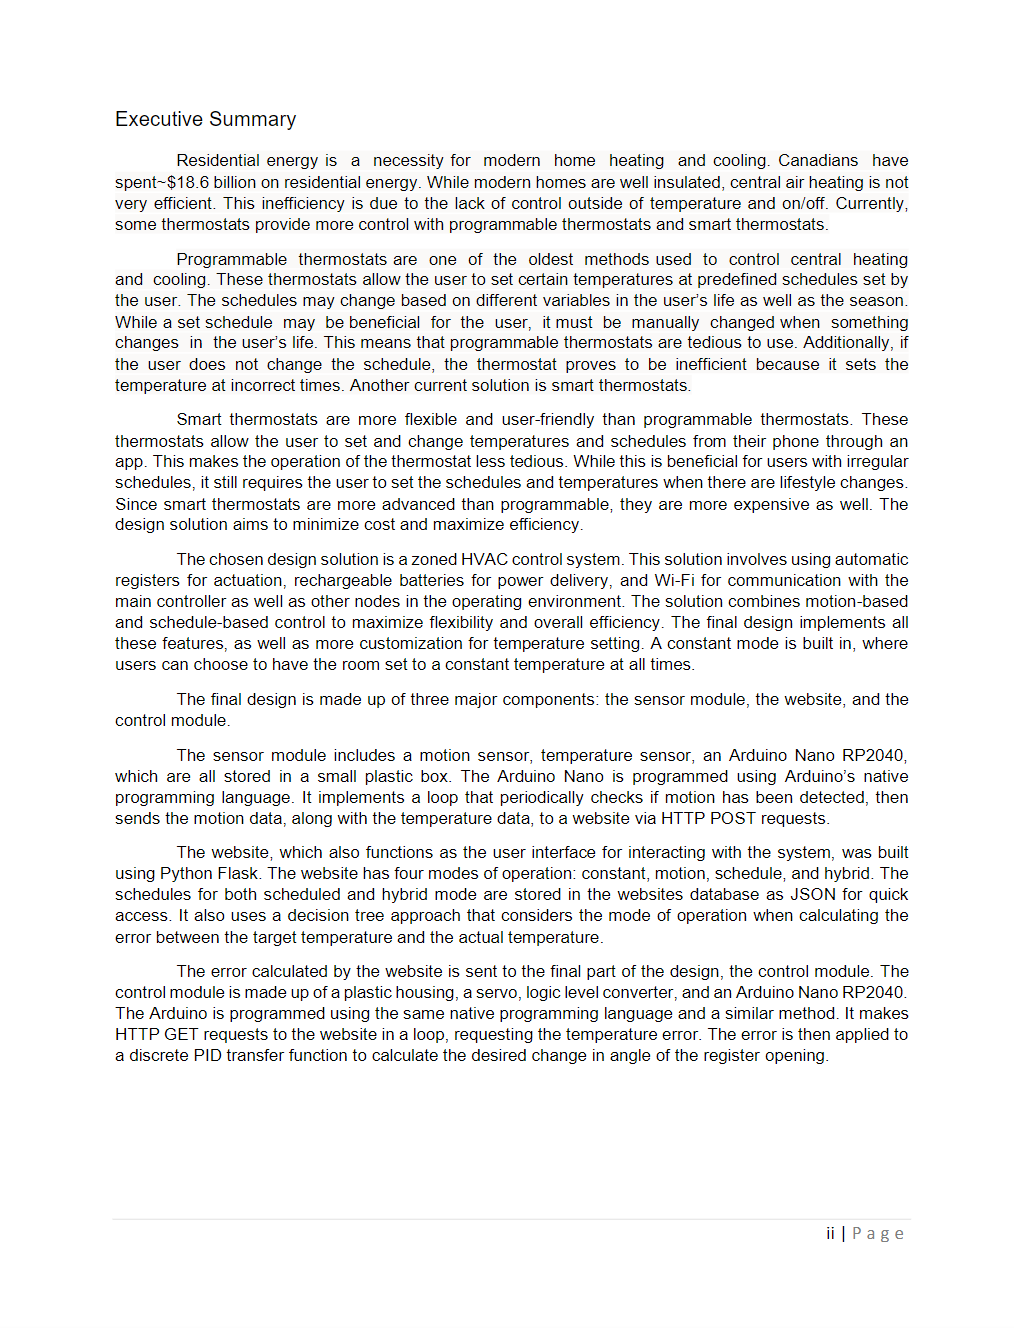 Executive Summary
Residential energy is a necessity for modern home heating and cooling. Canadians have
spent~$18.6 billion on residential energy. While modern homes are well insulated, central air heating is not
very efficient. This inefficiency is due to the lack of control outside of temperature and on/off. Currently,
some thermostats provide more control with programmable thermostats and smart thermostats.
Programmable thermostats are one of the oldest methods used to control central heating
and cooling. These thermostats allow the user to set certain temperatures at predefined schedules set by
the user. The schedules may change based on different variables in the user’s life as well as the season.
While a set schedule may be beneficial for the user, it must be manually changed when something
changes in the user’s life. This means that programmable thermostats are tedious to use. Additionally, if
the user does not change the schedule, the thermostat proves to be inefficient because it sets the
temperature at incorrect times. Another current solution is smart thermostats.
Smart thermostats are more flexible and user-friendly than programmable thermostats. These
thermostats allow the user to set and change temperatures and schedules from their phone through an
app. This makes the operation of the thermostat less tedious. While this is beneficial for users with irregular
schedules, it still requires the user to set the schedules and temperatures when there are lifestyle changes.
Since smart thermostats are more advanced than programmable, they are more expensive as well. The
design solution aims to minimize cost and maximize efficiency.
The chosen design solution is a zoned HVAC control system. This solution involves using automatic
registers for actuation, rechargeable batteries for power delivery, and Wi-Fi for communication with the
main controller as well as other nodes in the operating environment. The solution combines motion-based
and schedule-based control to maximize flexibility and overall efficiency. The final design implements all
these features, as well as more customization for temperature setting. A constant mode is built in, where
users can choose to have the room set to a constant temperature at all times.
The final design is made up of three major components: the sensor module, the website, and the
control module.
The sensor module includes a motion sensor, temperature sensor, an Arduino Nano RP2040,
which are all stored in a small plastic box. The Arduino Nano is programmed using Arduino’s native
programming language. It implements a loop that periodically checks if motion has been detected, then
sends the motion data, along with the temperature data, to a website via HTTP POST requests.
The website, which also functions as the user interface for interacting with the system, was built
using Python Flask. The website has four modes of operation: constant, motion, schedule, and hybrid. The
schedules for both scheduled and hybrid mode are stored in the websites database as JSON for quick
access. It also uses a decision tree approach that considers the mode of operation when calculating the
error between the target temperature and the actual temperature.
The error calculated by the website is sent to the final part of the design, the control module. The
control module is made up of a plastic housing, a servo, logic level converter, and an Arduino Nano RP2040.
The Arduino is programmed using the same native programming language and a similar method. It makes
HTTP GET requests to the website in a loop, requesting the temperature error. The error is then applied to
a discrete PID transfer function to calculate the desired change in angle of the register opening.
ii | Page